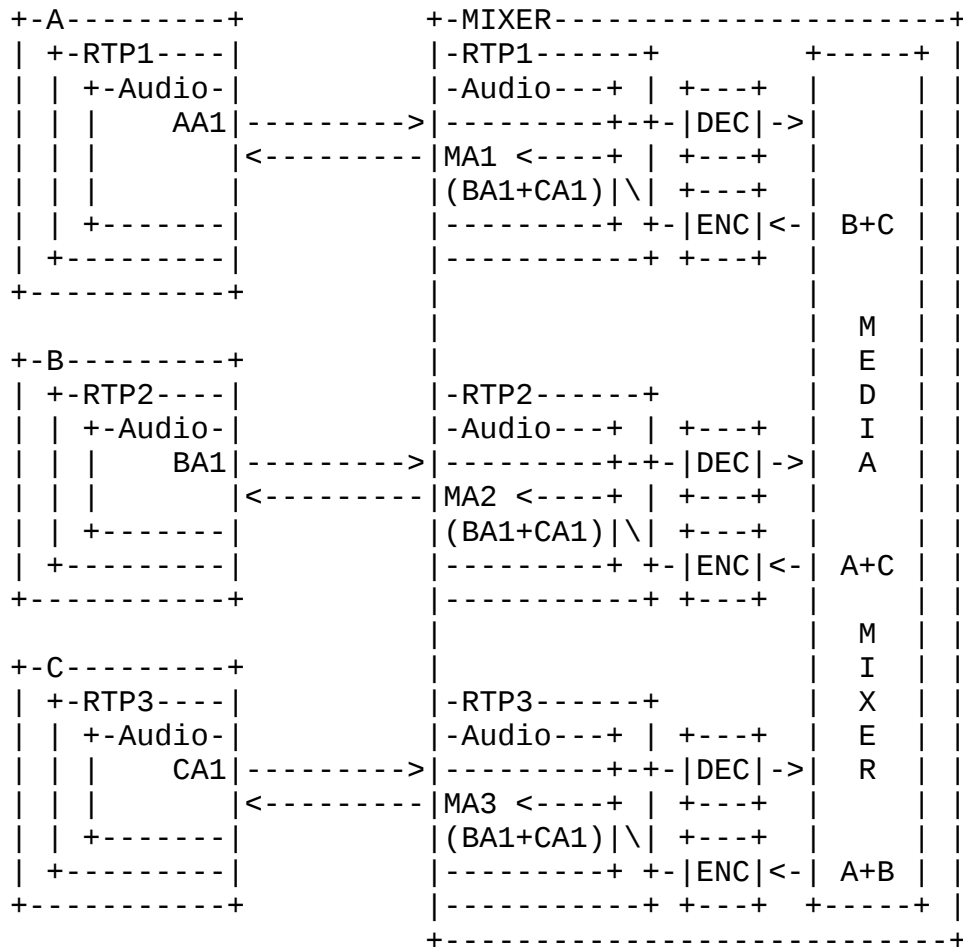 +-A---------+          +-MIXER----------------------+
| +-RTP1----|          |-RTP1------+        +-----+ |
| | +-Audio-|          |-Audio---+ | +---+  |     | |
| | |    AA1|--------->|---------+-+-|DEC|->|     | |
| | |       |<---------|MA1 <----+ | +---+  |     | |
| | |       |          |(BA1+CA1)|\| +---+  |     | |
| | +-------|          |---------+ +-|ENC|<-| B+C | |
| +---------|          |-----------+ +---+  |     | |
+-----------+          |                    |     | |
                       |                    |  M  | |
+-B---------+          |                    |  E  | |
| +-RTP2----|          |-RTP2------+        |  D  | |
| | +-Audio-|          |-Audio---+ | +---+  |  I  | |
| | |    BA1|--------->|---------+-+-|DEC|->|  A  | |
| | |       |<---------|MA2 <----+ | +---+  |     | |
| | +-------|          |(BA1+CA1)|\| +---+  |     | |
| +---------|          |---------+ +-|ENC|<-| A+C | |
+-----------+          |-----------+ +---+  |     | |
                       |                    |  M  | |
+-C---------+          |                    |  I  | |
| +-RTP3----|          |-RTP3------+        |  X  | |
| | +-Audio-|          |-Audio---+ | +---+  |  E  | |
| | |    CA1|--------->|---------+-+-|DEC|->|  R  | |
| | |       |<---------|MA3 <----+ | +---+  |     | |
| | +-------|          |(BA1+CA1)|\| +---+  |     | |
| +---------|          |---------+ +-|ENC|<-| A+B | |
+-----------+          |-----------+ +---+  +-----+ |
                       +----------------------------+